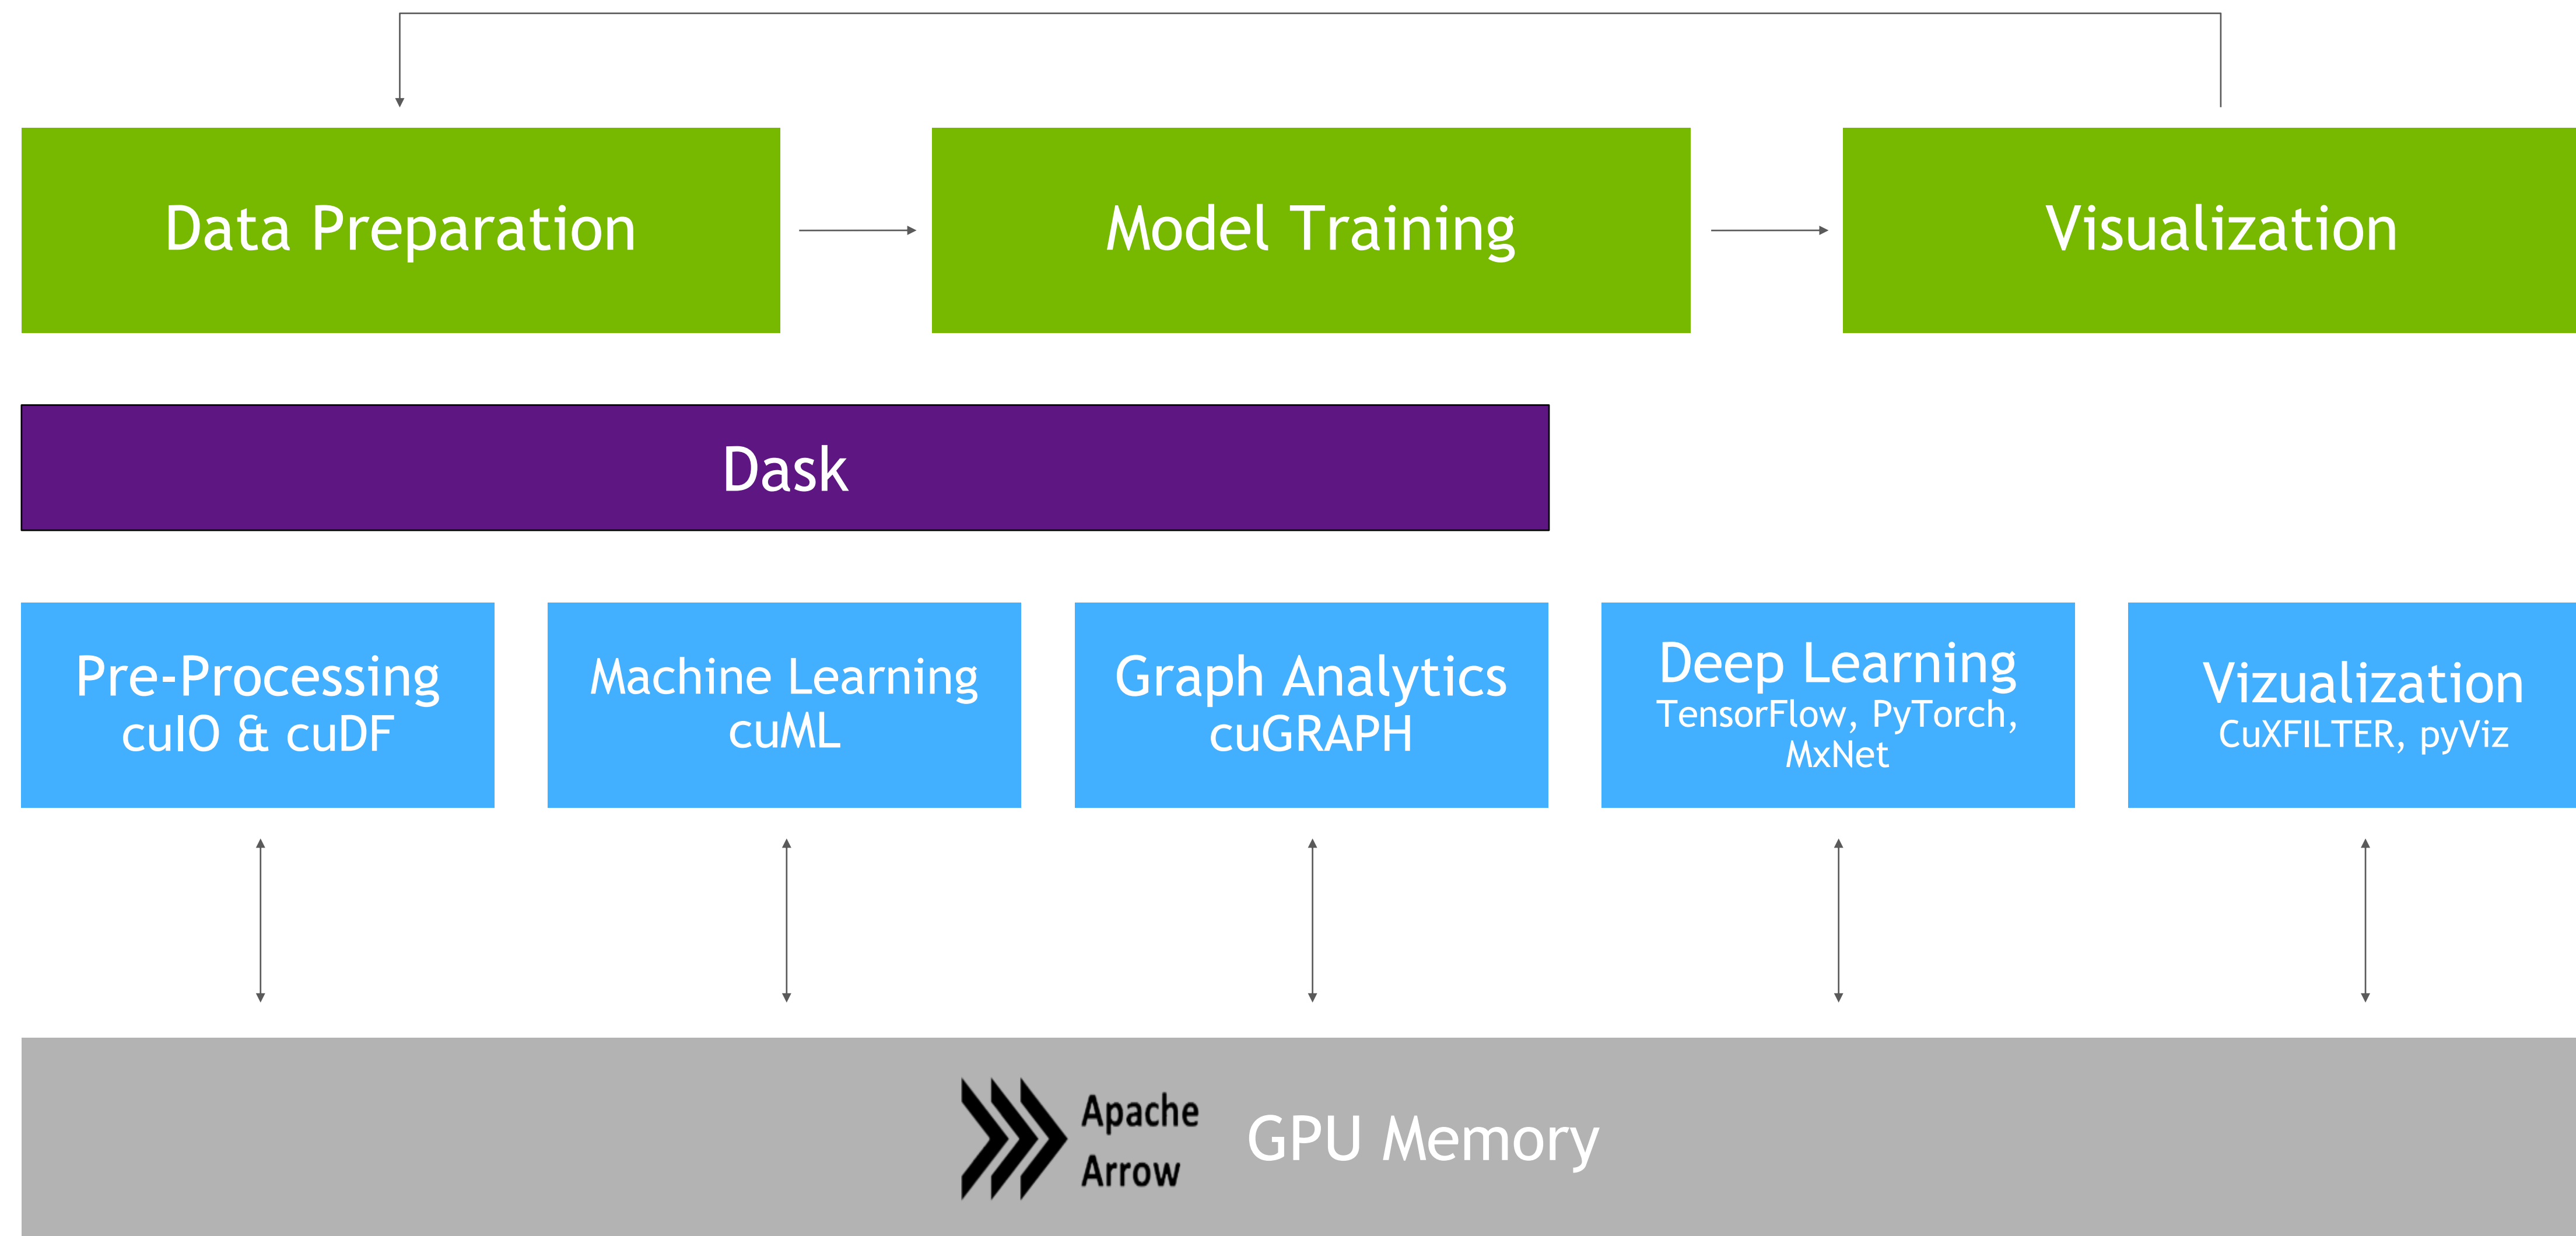 Data Preparation
Model Training
Visualization
Dask
Pre-Processing
cuIO & cuDF
Machine Learning
cuML
Graph Analytics
cuGRAPH
Deep Learning
TensorFlow, PyTorch,
MxNet
Vizualization
CuXFILTER, pyViz
Apache
Arrow
GPU Memory